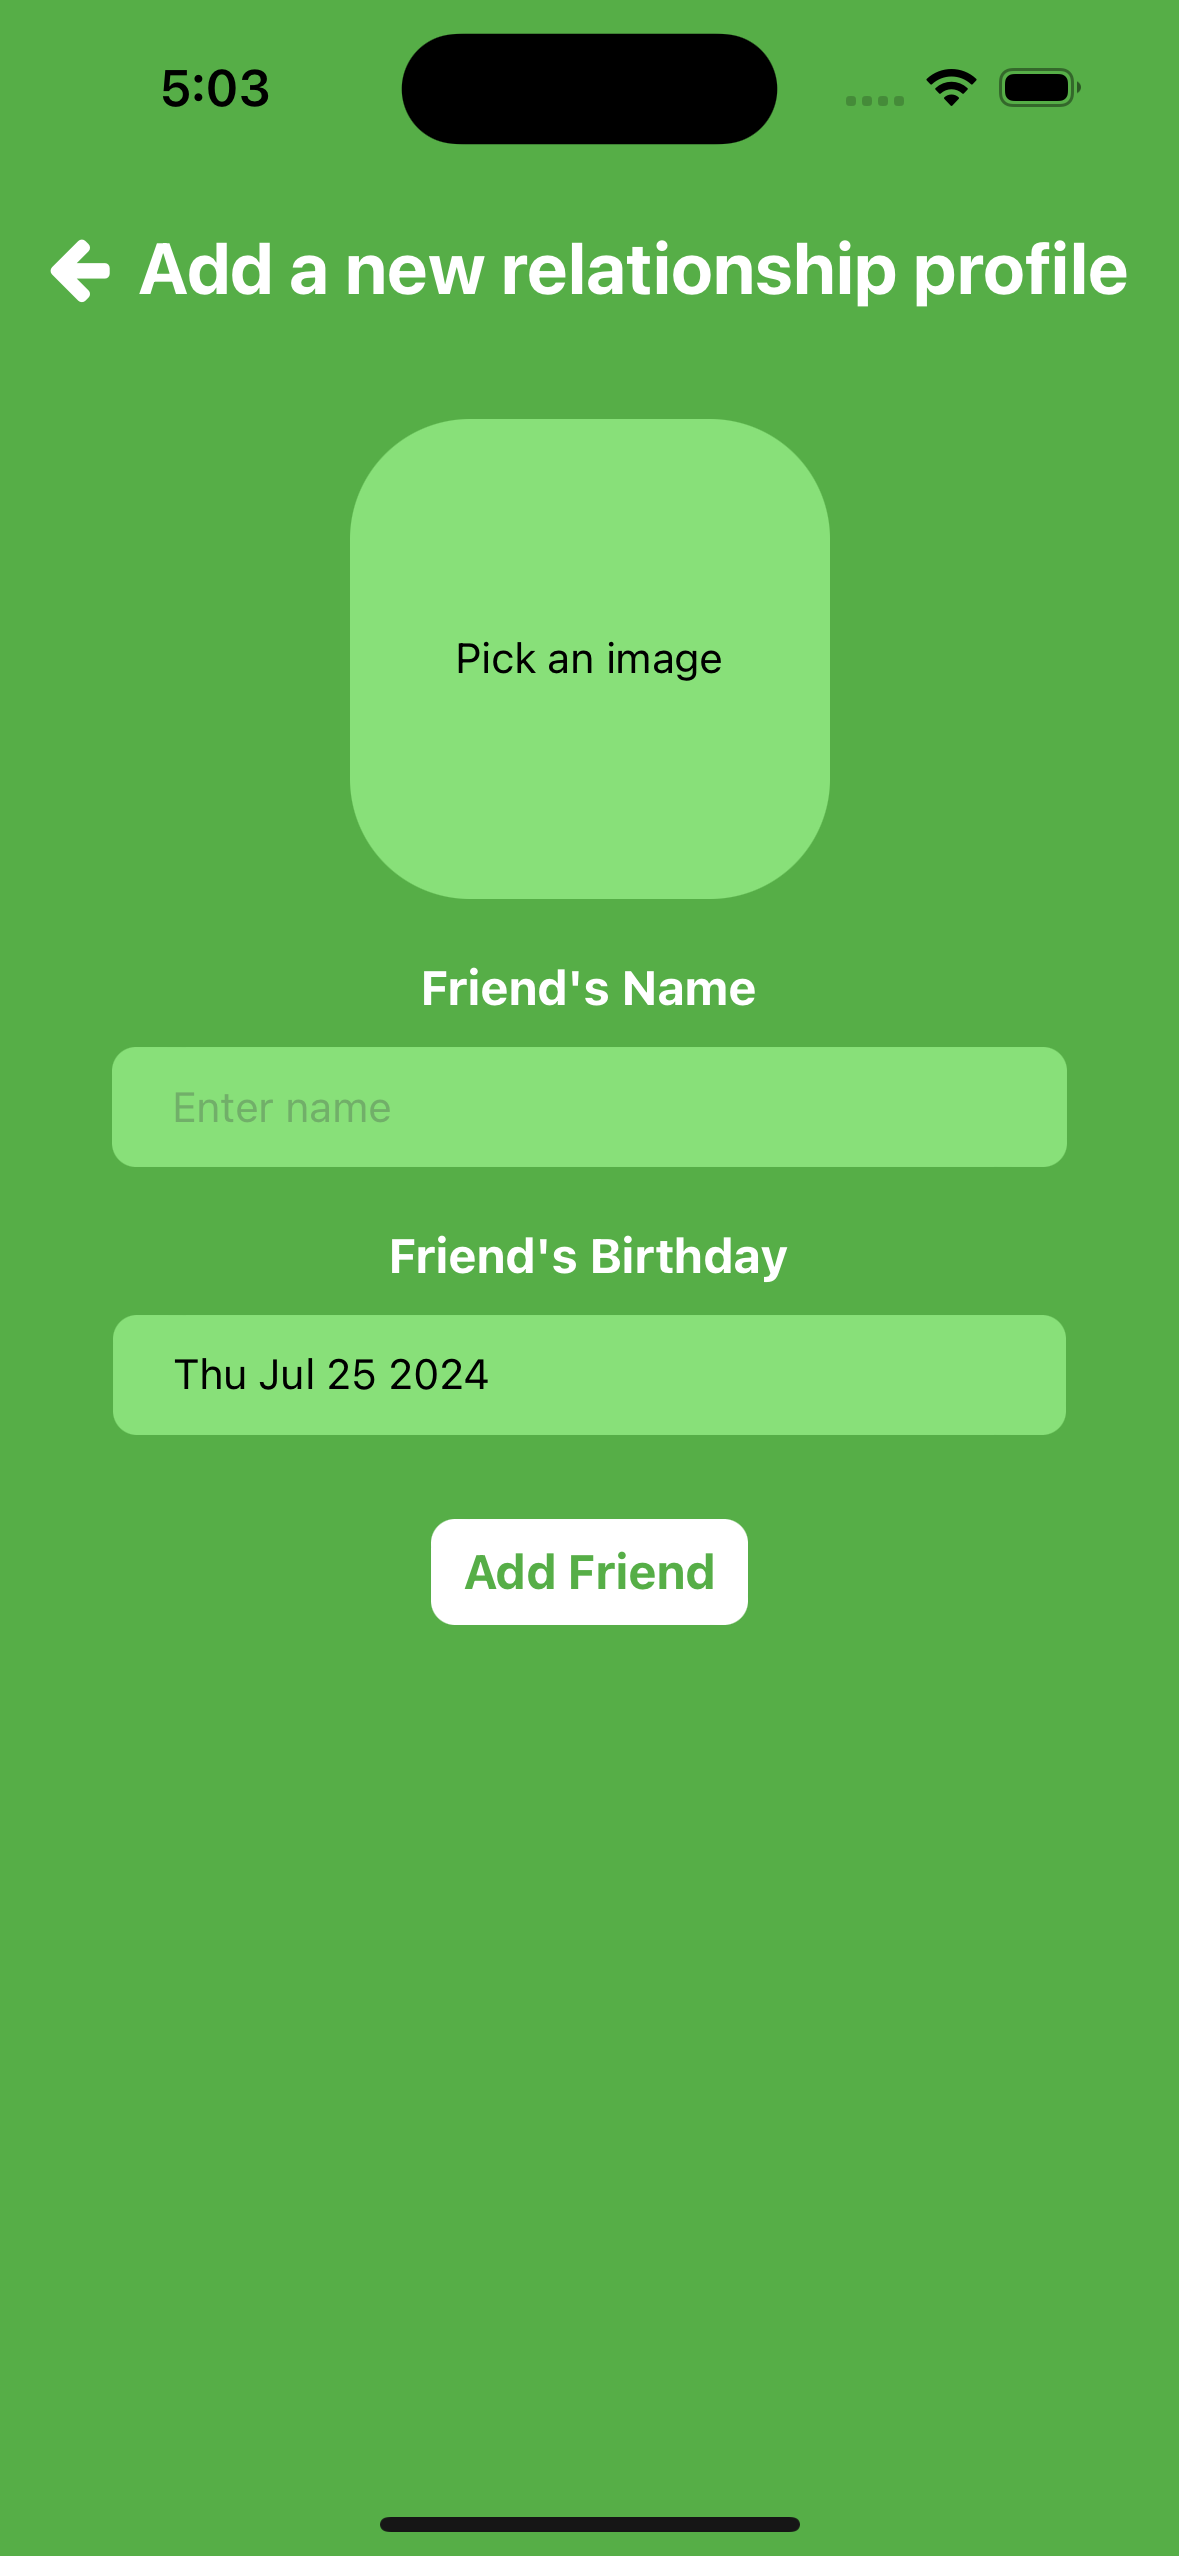 5:03
Add a new relationship profile
Pick an image
Friend's Name
Enter name
Friend's Birthday
Thu Jul 25 2024
Add Friend